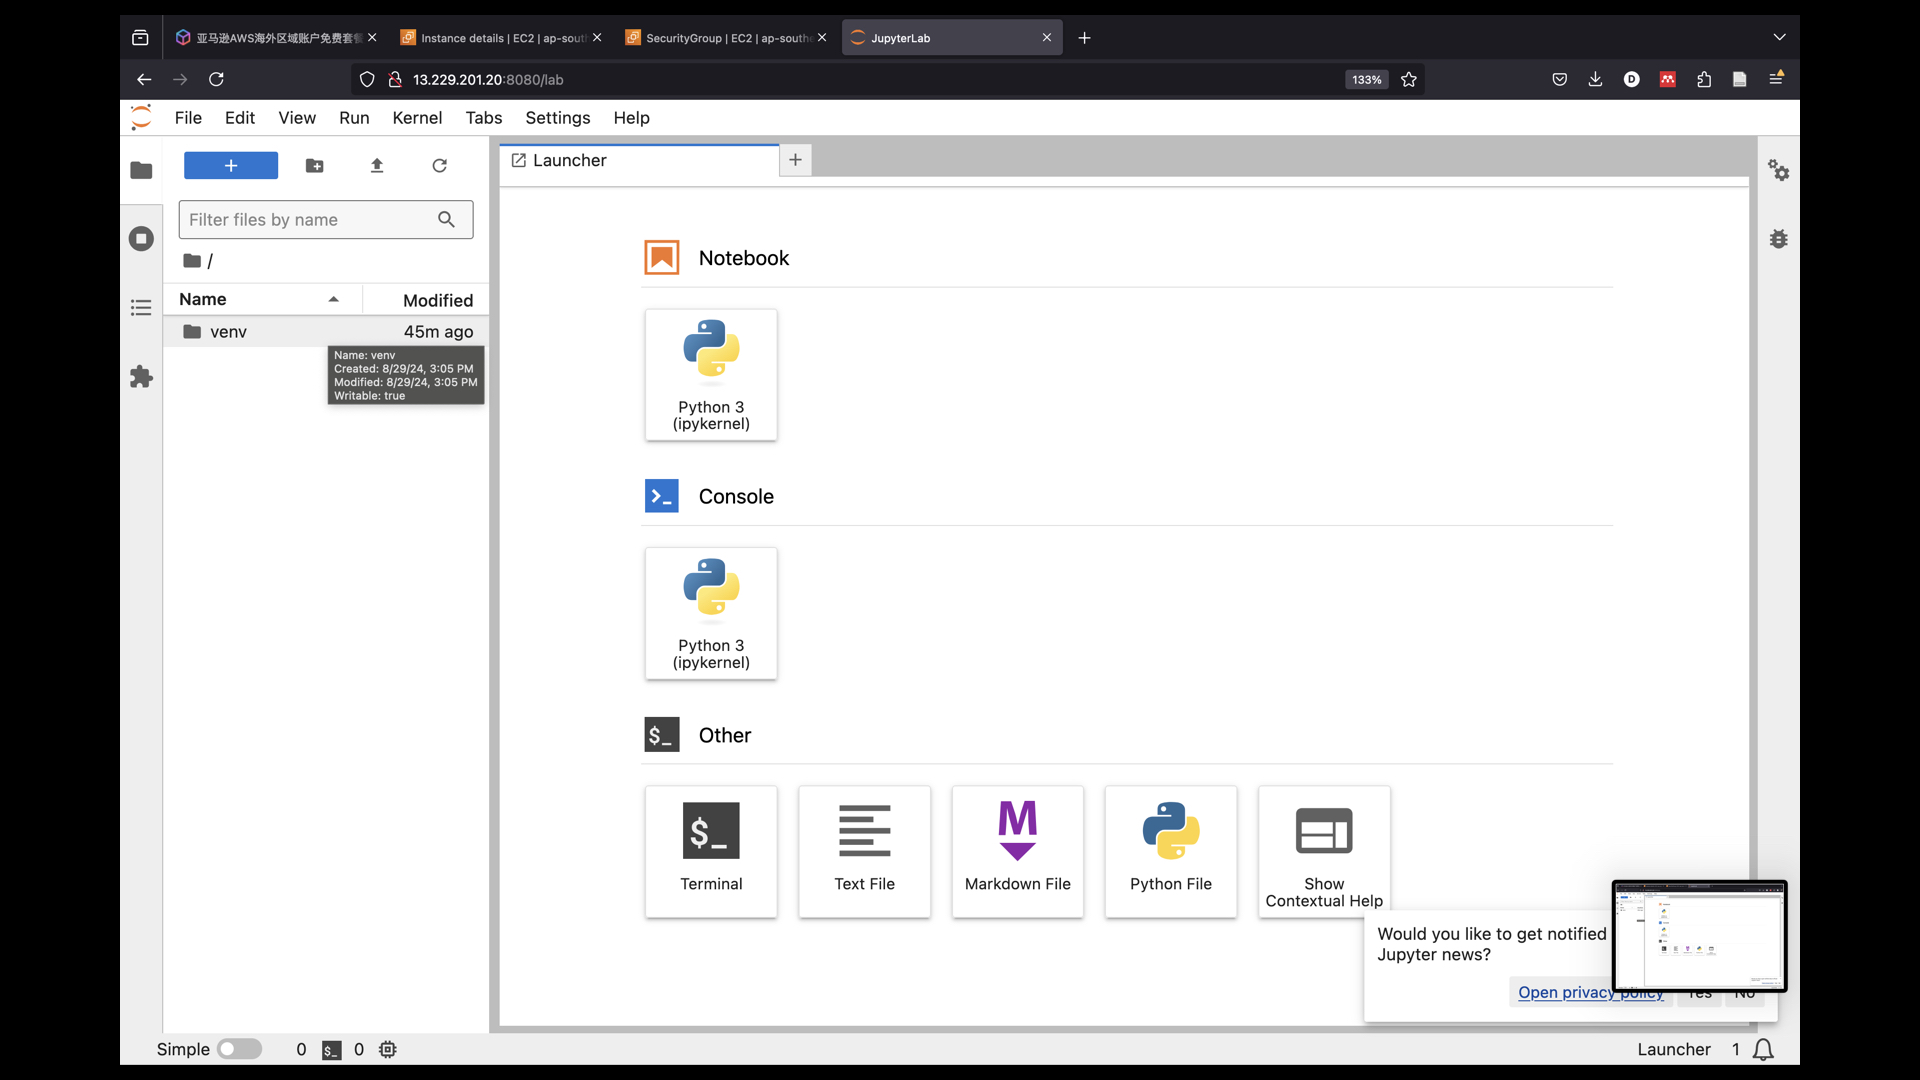 亚马逊AWS海外区域账户免费套餐
Instance details | EC2 | ap-sout
SecurityGroup | EC2 | ap-southe
JupyterLab
13.229.201.20:8080/lab
133%
File Edit View Run Kernel Tabs Settings Help
Launcher
Filter files by name
/
Name Modified
venv 45m ago
Name: venv
Created: 8/29/24, 3:05 PM
Modified: 8/29/24, 3:05 PM
Writable: true
Notebook
Python 3
(ipykernel)
Console
Python 3
(ipykernel)
$_ Other
$_
Terminal
Text File
M
Markdown File
Python File
Show
Contextual Help
Would you like to get notified
Jupyter news?
Open privacy policy Yes No
Simple 0 $_ 0
Launcher 1